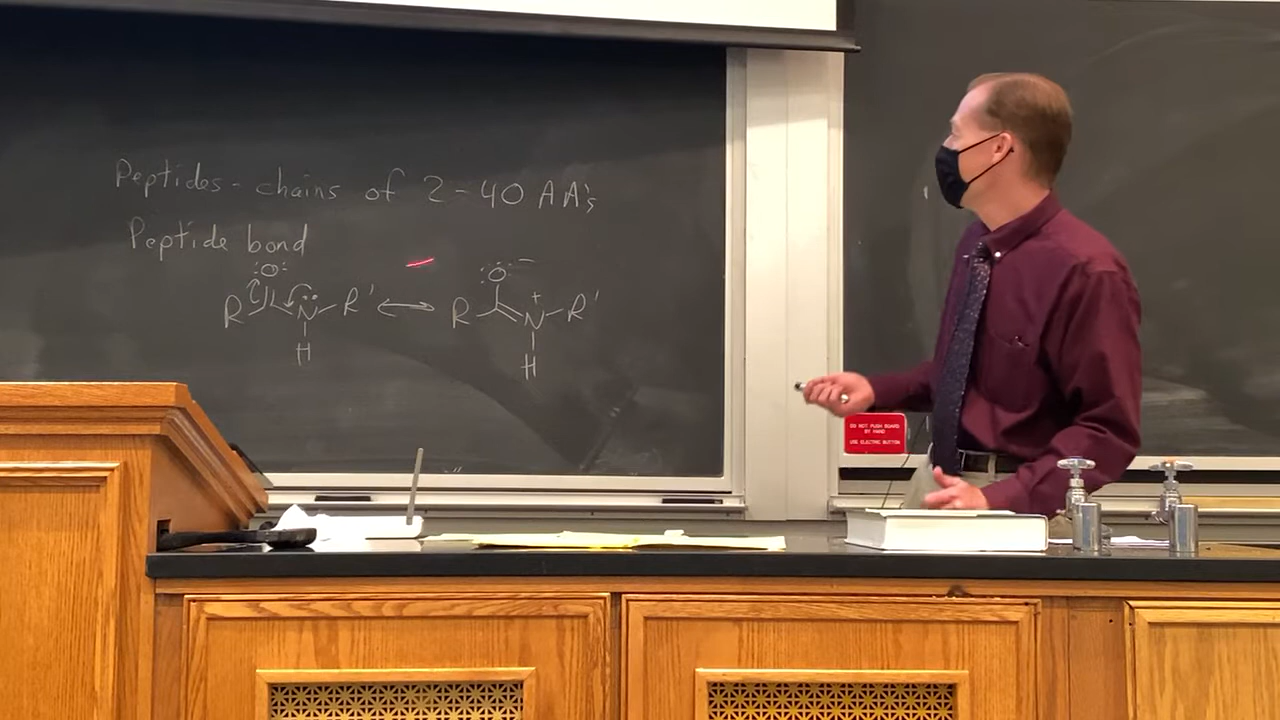 Peptides - chains of 2-40 AA's
Peptide bond
:O: :O: −
R N: R' ⟷ R N + R'
H H
DO NOT PUSH BOARD
BY HAND
USE ELECTRIC BUTTON